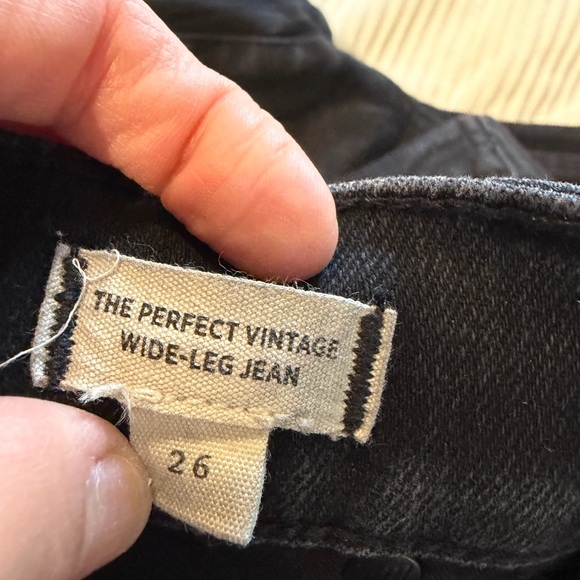 THE PERFECT VINTAGE
WIDE-LEG JEAN
26